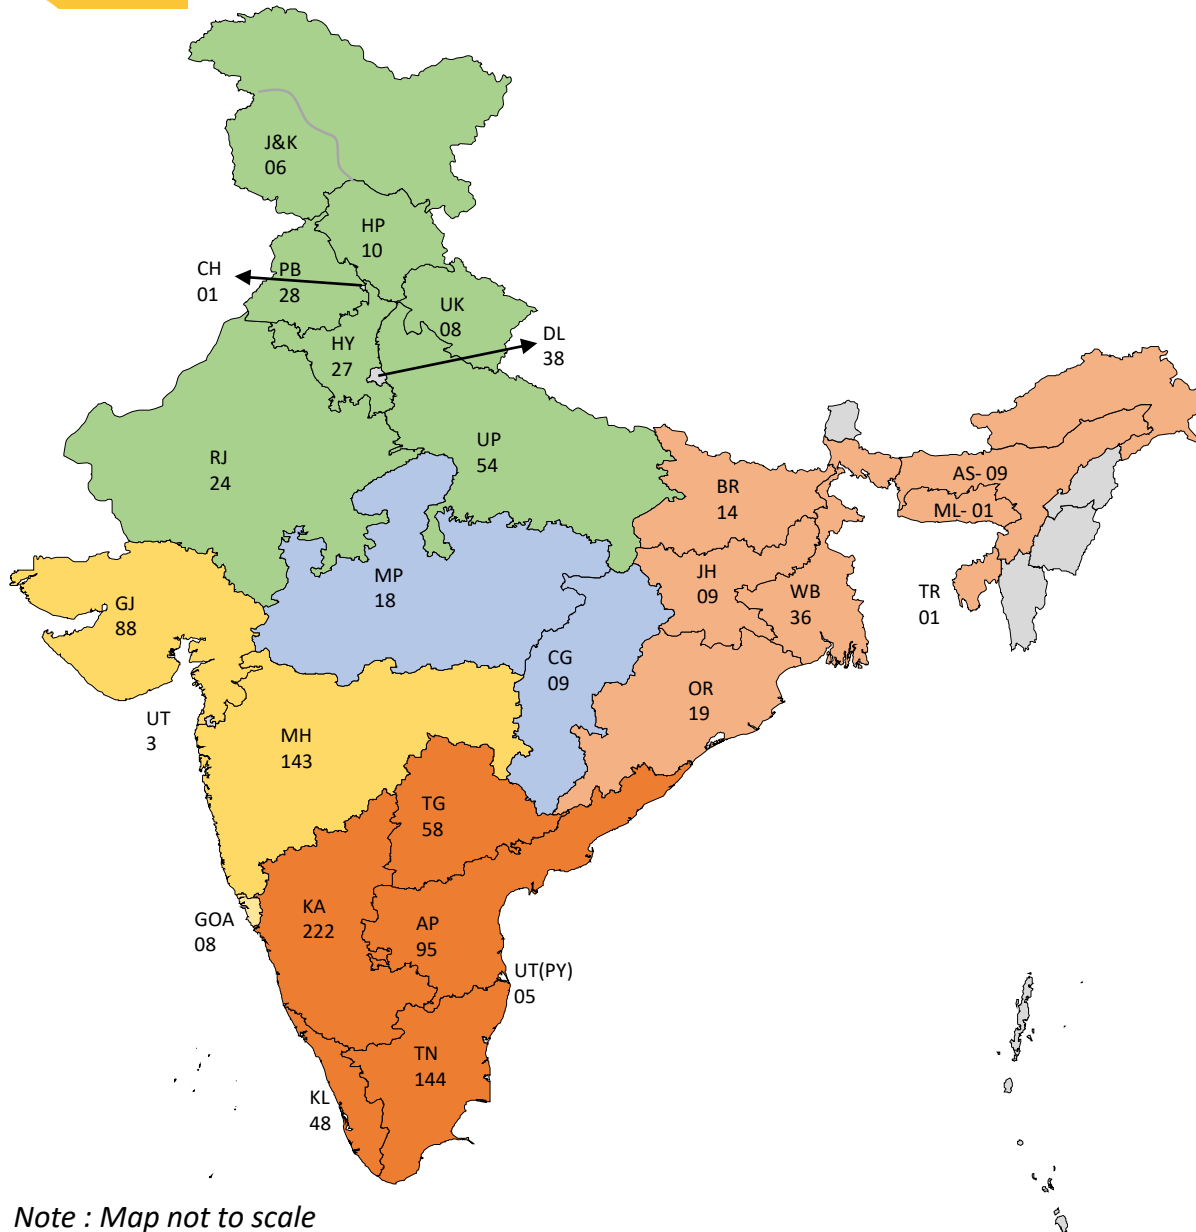 J&K
06
HP
10
CH
01
PB
28
UK
08
DL
38
HY
27
UP
54
RJ
24
BR
14
AS- 09
ML- 01
MP
18
JH
09
WB
36
TR
01
GJ
88
CG
09
OR
19
UT
3
MH
143
TG
58
KA
222
GOA
08
AP
95
UT(PY)
05
TN
144
KL
48
Note : Map not to scale